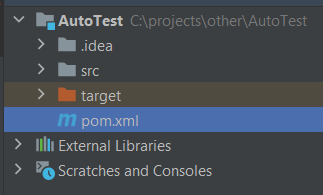 AutoTest C:\projects\other\AutoTest
.idea
src
target
m pom.xml
External Libraries
Scratches and Consoles